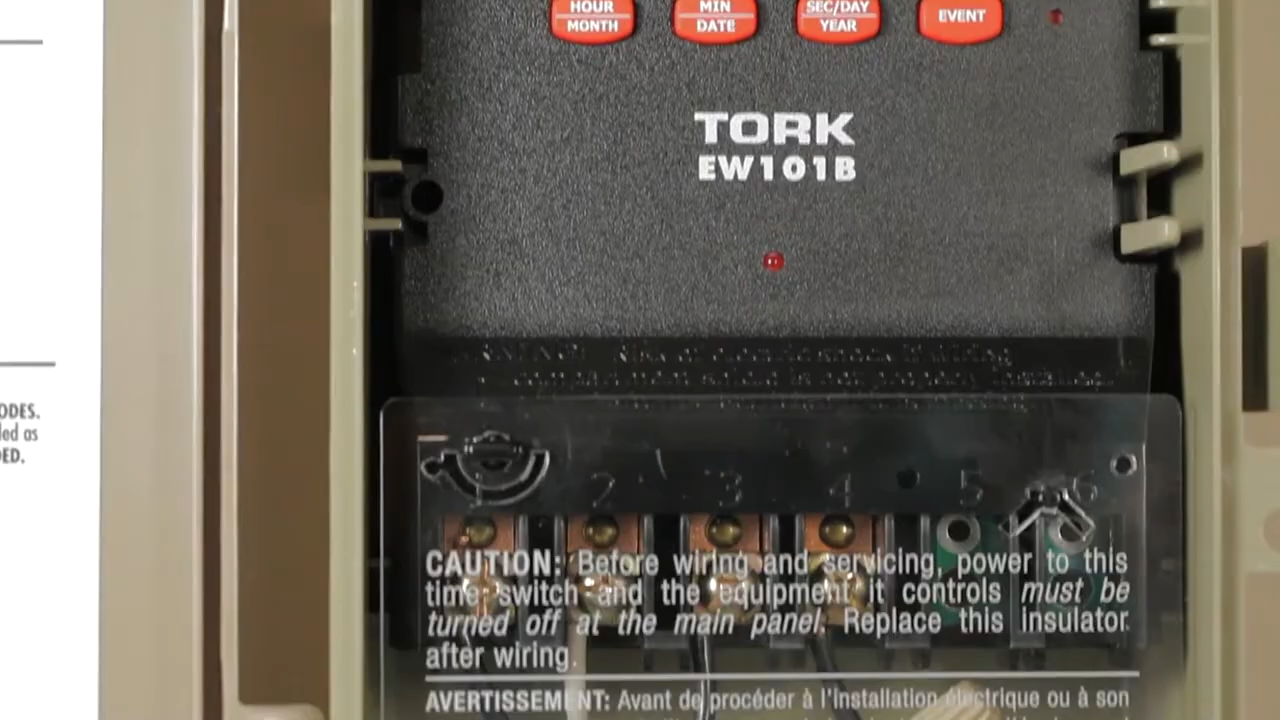 HOUR
MONTH
MIN
DATE
SEC/DAY
YEAR
EVENT
TORK
EW101B
ODES.
ded as
DED.
1 2 3 4 5 6
CAUTION: Before wiring and servicing, power to this
time switch and the equipment it controls must be
turned off at the main panel. Replace this insulator
after wiring.
AVERTISSEMENT: Avant de procéder à l'installation électrique ou à son